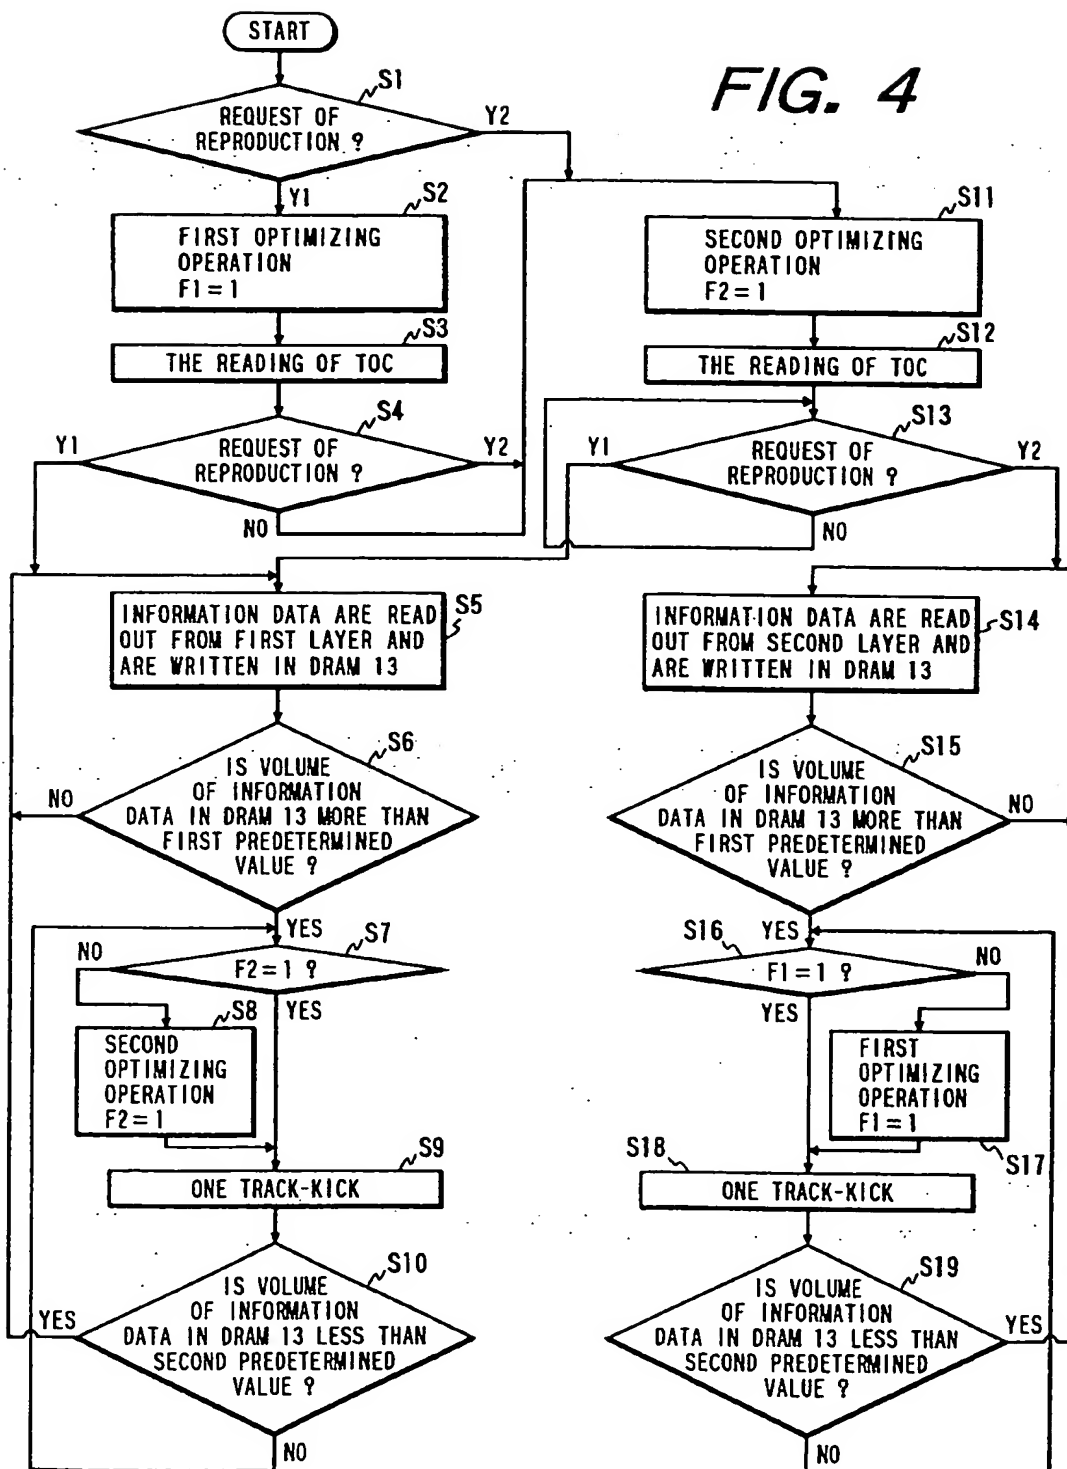 START
FIG. 4
S1
REQUEST OF
REPRODUCTION ?
Y2
Y1
S2
FIRST OPTIMIZING
OPERATION
F1 = 1
S3
THE READING OF TOC
S4
Y1
REQUEST OF
REPRODUCTION ?
Y2
NO
S11
SECOND OPTIMIZING
OPERATION
F2 = 1
S12
THE READING OF TOC
S13
Y1
REQUEST OF
REPRODUCTION ?
Y2
NO
S5
INFORMATION DATA ARE READ
OUT FROM FIRST LAYER AND
ARE WRITTEN IN DRAM 13
S6
IS VOLUME
OF INFORMATION
DATA IN DRAM 13 MORE THAN
FIRST PREDETERMINED
VALUE ?
NO
YES
S7
F2 = 1 ?
NO
YES
S8
SECOND
OPTIMIZING
OPERATION
F2 = 1
S9
ONE TRACK-KICK
S10
IS VOLUME
OF INFORMATION
DATA IN DRAM 13 LESS THAN
SECOND PREDETERMINED
VALUE ?
YES
NO
S14
INFORMATION DATA ARE READ
OUT FROM SECOND LAYER AND
ARE WRITTEN IN DRAM 13
S15
IS VOLUME
OF INFORMATION
DATA IN DRAM 13 MORE THAN
FIRST PREDETERMINED
VALUE ?
NO
YES
S16
F1 = 1 ?
NO
YES
FIRST
OPTIMIZING
OPERATION
F1 = 1
S17
S18
ONE TRACK-KICK
S19
IS VOLUME
OF INFORMATION
DATA IN DRAM 13 LESS THAN
SECOND PREDETERMINED
VALUE ?
YES
NO